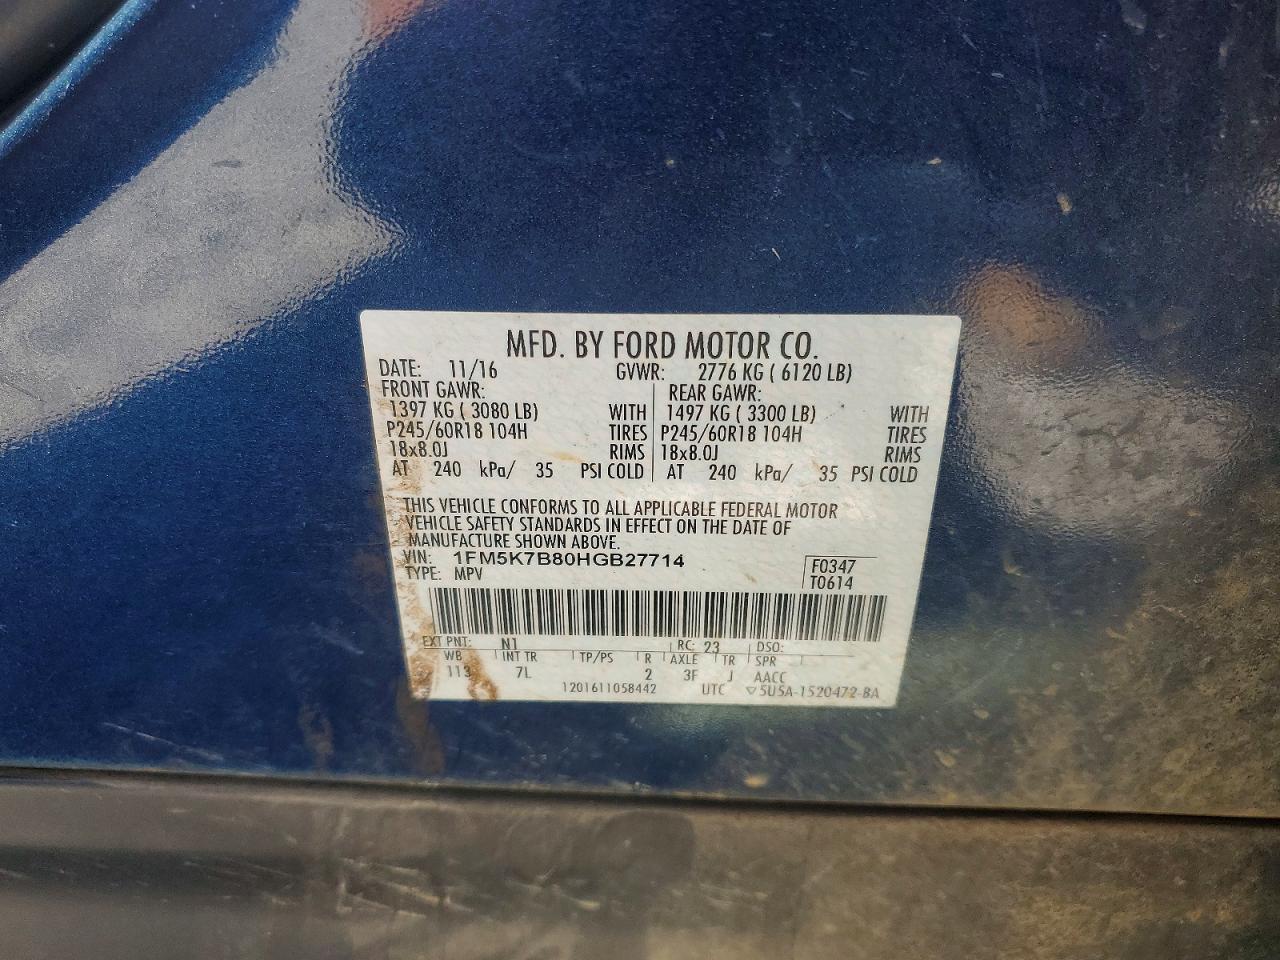 MFD. BY FORD MOTOR CO.
DATE: 11/16 GVWR: 2776 KG ( 6120 LB)
FRONT GAWR: REAR GAWR:
1397 KG ( 3080 LB) WITH 1497 KG ( 3300 LB) WITH
P245/60R18 104H TIRES P245/60R18 104H TIRES
18x8.0J RIMS 18x8.0J RIMS
AT 240 kPa/ 35 PSI COLD AT 240 kPa/ 35 PSI COLD
THIS VEHICLE CONFORMS TO ALL APPLICABLE FEDERAL MOTOR
VEHICLE SAFETY STANDARDS IN EFFECT ON THE DATE OF
MANUFACTURE SHOWN ABOVE.
VIN: 1FM5K7B80HGB27714 F0347
TYPE: MPV T0614
EXT PNT: N1 RC: 23 DSO:
WB INT TR TP/PS R AXLE TR SPR
113 7L 2 3F J AACC
1201611058442 UTC ▽5U5A-1520472-BA